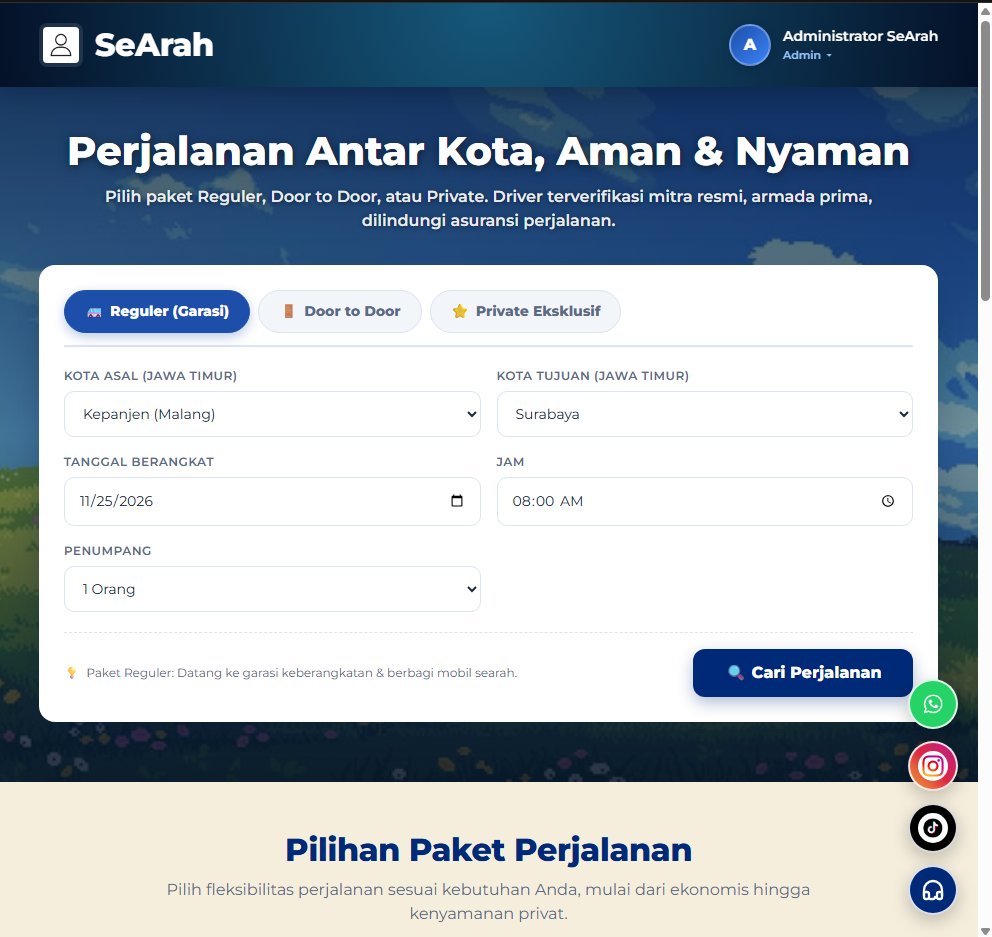 SeArah
A
Administrator SeArah
Admin
Perjalanan Antar Kota, Aman & Nyaman
Pilih paket Reguler, Door to Door, atau Private. Driver terverifikasi mitra resmi, armada prima,
dilindungi asuransi perjalanan.
Reguler (Garasi)
Door to Door
Private Eksklusif
KOTA ASAL (JAWA TIMUR)
KOTA TUJUAN (JAWA TIMUR)
Kepanjen (Malang)
Surabaya
TANGGAL BERANGKAT
JAM
11/25/2026
08:00 AM
PENUMPANG
1 Orang
Paket Reguler: Datang ke garasi keberangkatan & berbagi mobil searah.
Cari Perjalanan
Pilihan Paket Perjalanan
Pilih fleksibilitas perjalanan sesuai kebutuhan Anda, mulai dari ekonomis hingga
kenyamanan privat.